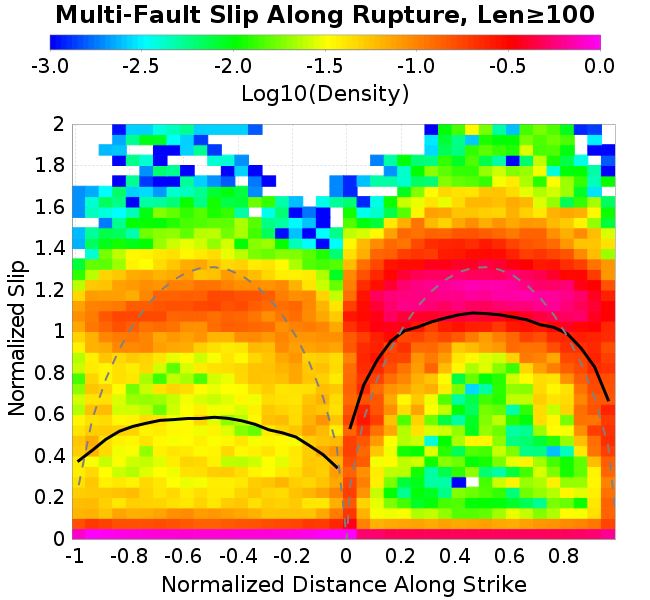 Multi-Fault Slip Along Rupture, Len≥100
-3.0 -2.5 -2.0 -1.5 -1.0 -0.5 0.0
Log10(Density)
2
1.8
1.6
1.4
1.2
1
0.8
0.6
0.4
0.2
0
Normalized Slip
-1 -0.8 -0.6 -0.4 -0.2 0 0.2 0.4 0.6 0.8
Normalized Distance Along Strike